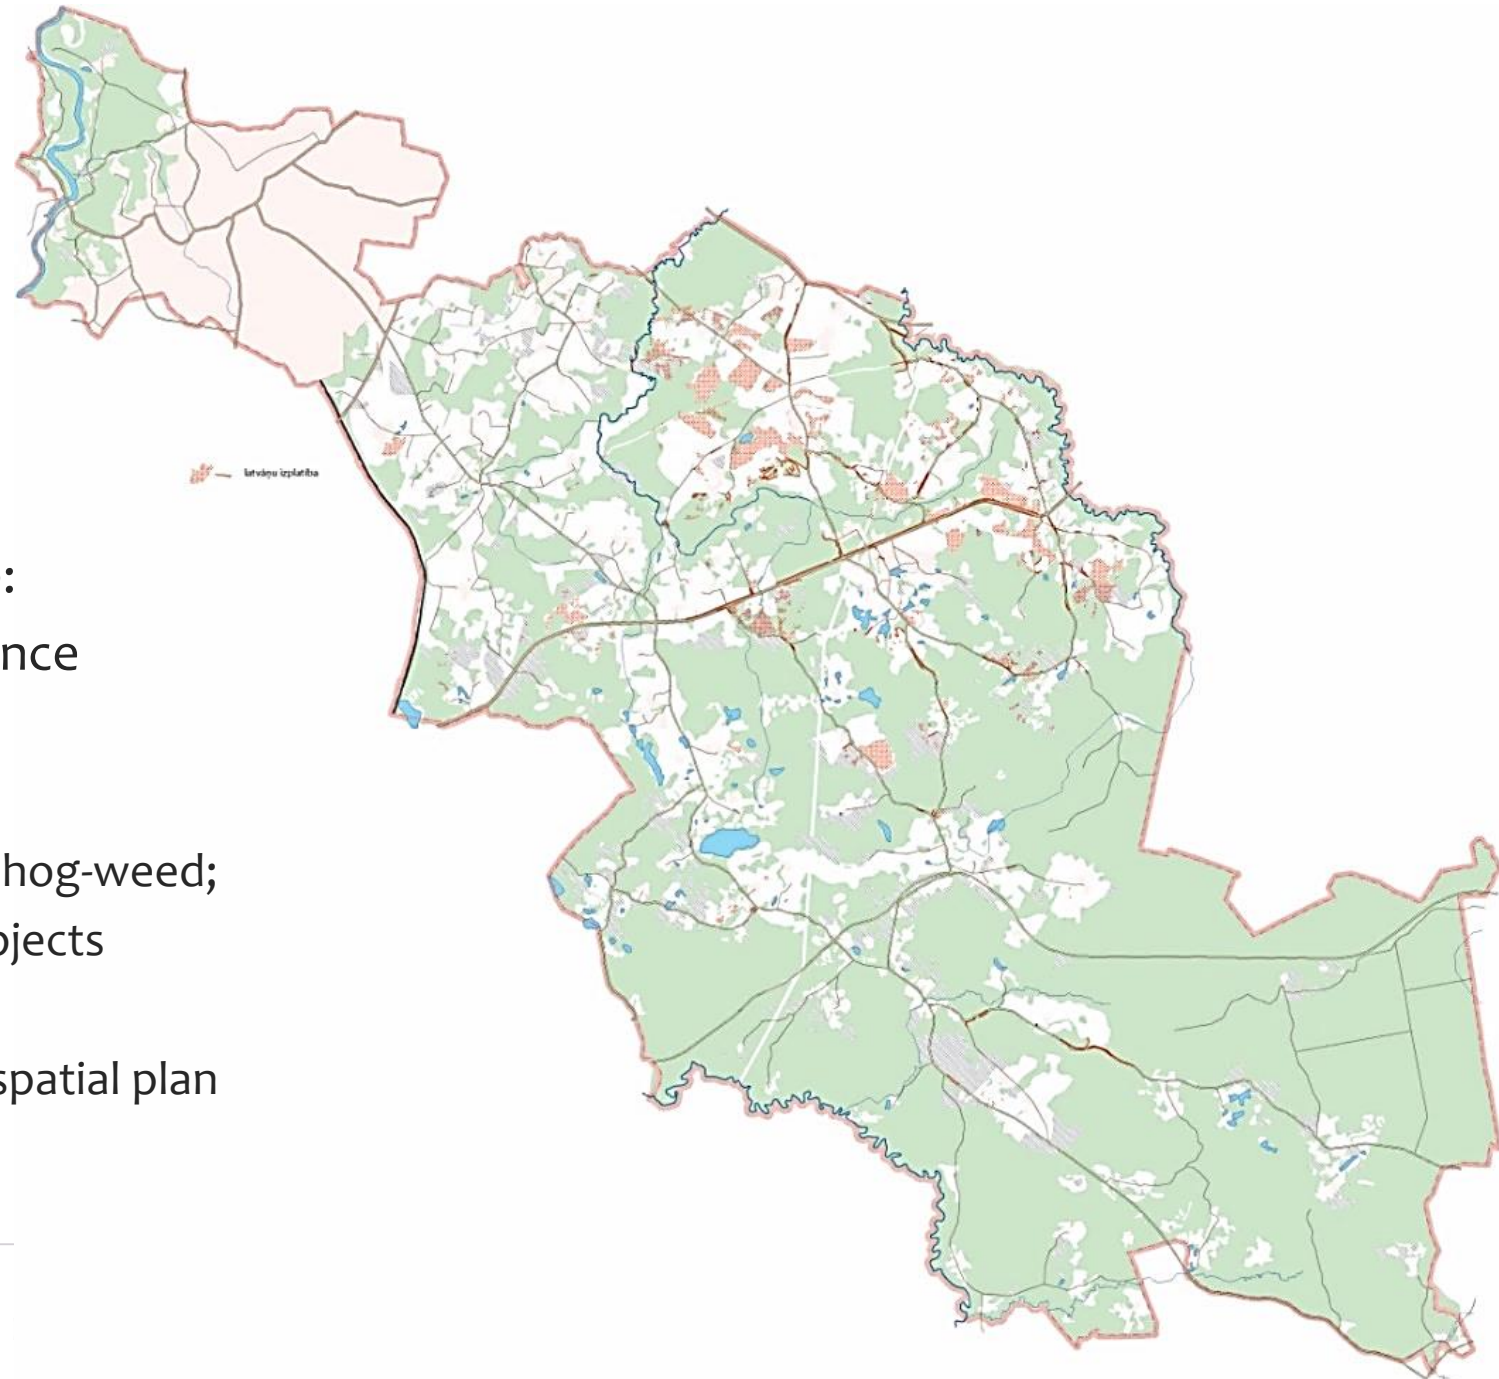 latvāņu izplatība
:
nce
hog-weed;
ojects
spatial plan